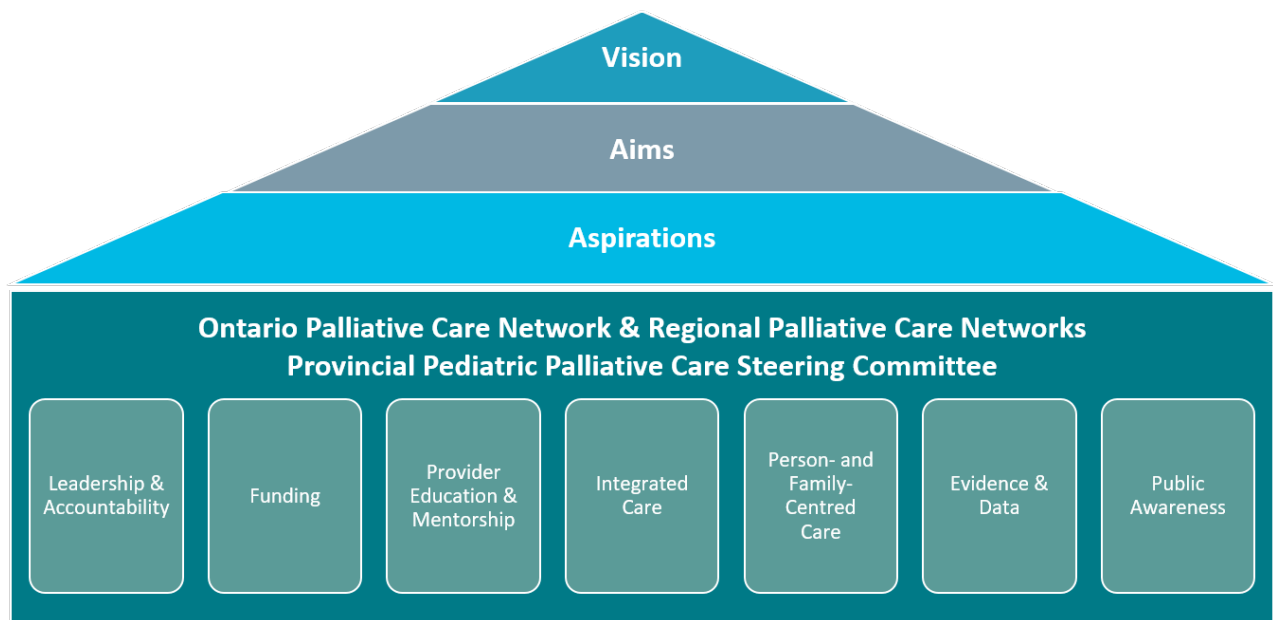 Vision
Aims
Aspirations
Ontario Palliative Care Network & Regional Palliative Care Networks
Provincial Pediatric Palliative Care Steering Committee
Leadership &
Accountability
Funding
Provider
Education &
Mentorship
Integrated
Care
Person- and
Family-
Centred
Care
Evidence &
Data
Public
Awareness